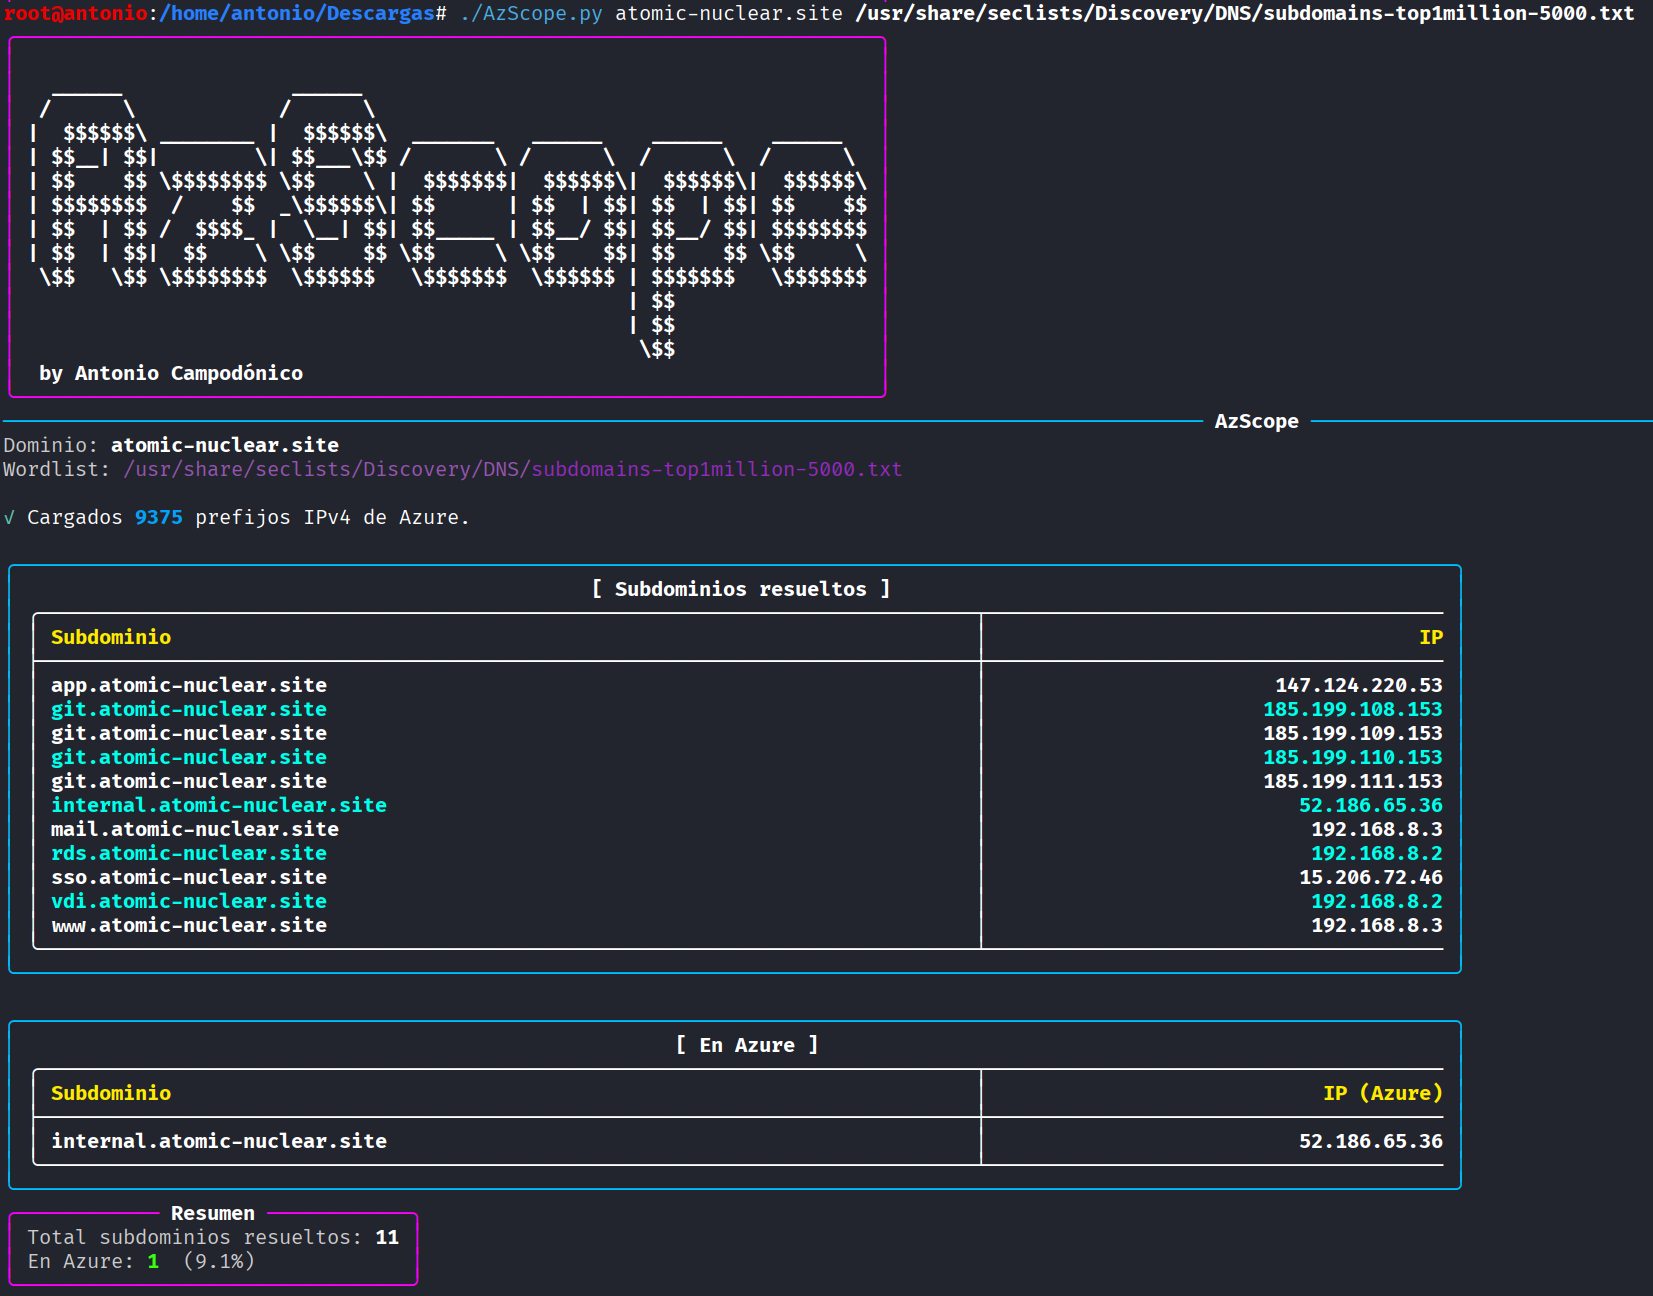 root@antonio:/home/antonio/Descargas# ./AzScope.py atomic-nuclear.site /usr/share/seclists/Discovery/DNS/subdomains-top1million-5000.txt
AzScope
by Antonio Campodónico
AzScope
Dominio: atomic-nuclear.site
Wordlist: /usr/share/seclists/Discovery/DNS/subdomains-top1million-5000.txt
√ Cargados 9375 prefijos IPv4 de Azure.
[ Subdominios resueltos ]
Subdominio IP
app.atomic-nuclear.site 147.124.220.53
git.atomic-nuclear.site 185.199.108.153
git.atomic-nuclear.site 185.199.109.153
git.atomic-nuclear.site 185.199.110.153
git.atomic-nuclear.site 185.199.111.153
internal.atomic-nuclear.site 52.186.65.36
mail.atomic-nuclear.site 192.168.8.3
rds.atomic-nuclear.site 192.168.8.2
sso.atomic-nuclear.site 15.206.72.46
vdi.atomic-nuclear.site 192.168.8.2
www.atomic-nuclear.site 192.168.8.3
[ En Azure ]
Subdominio IP (Azure)
internal.atomic-nuclear.site 52.186.65.36
Resumen
Total subdominios resueltos: 11
En Azure: 1 (9.1%)